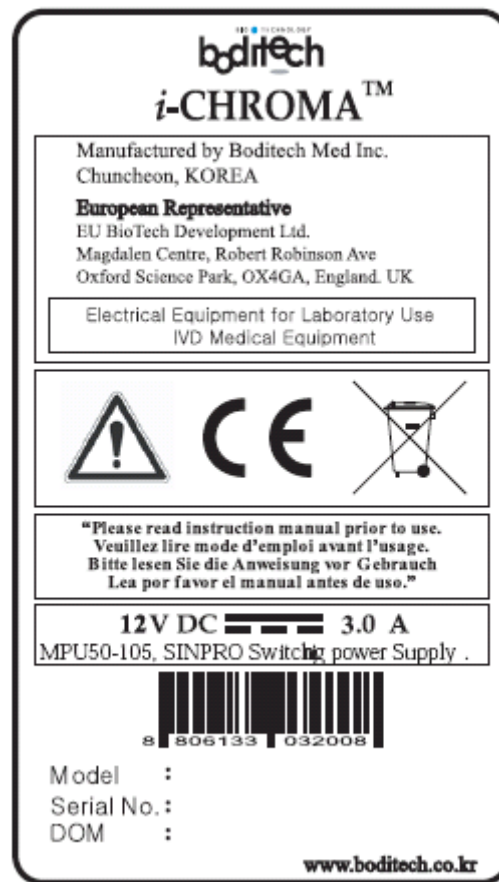 BIO TECHNOLOGY
boditech
i-CHROMA™
Manufactured by Boditech Med Inc.
Chuncheon, KOREA
European Representative
EU BioTech Development Ltd.
Magdalen Centre, Robert Robinson Ave
Oxford Science Park, OX4GA, England. UK
Electrical Equipment for Laboratory Use
IVD Medical Equipment
CE
"Please read instruction manual prior to use.
Veuillez lire mode d'emploi avant l'usage.
Bitte lesen Sie die Anweisung vor Gebrauch
Lea por favor el manual antes de uso."
12V DC 3.0 A
MPU50-105, SINPRO Switchig power Supply .
8 806133 032008
Model :
Serial No. :
DOM :
www.boditech.co.kr